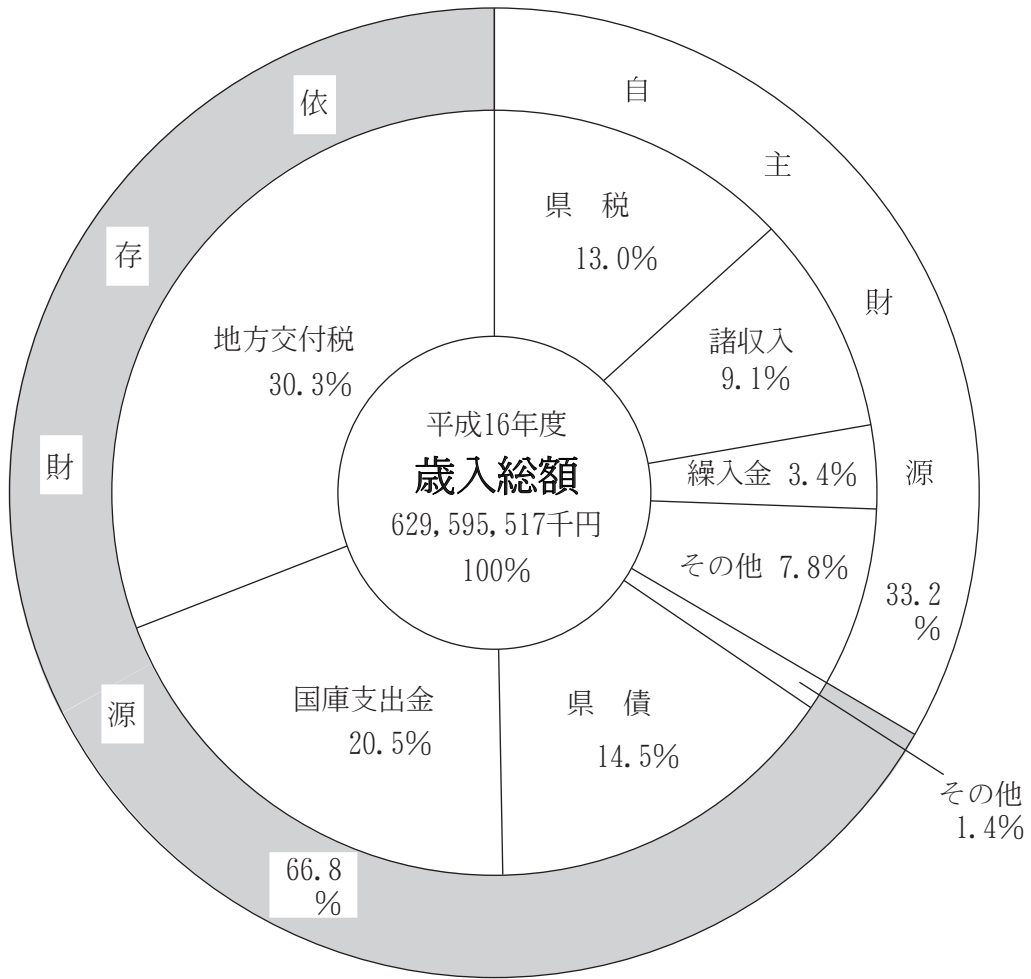 平成16年度
歳入総額
629,595,517千円
100%
自主財源
33.2
%
県 税
13.0%
諸収入
9.1%
繰入金 3.4%
その他 7.8%
依存財源
66.8
%
その他
1.4%
県 債
14.5%
国庫支出金
20.5%
地方交付税
30.3%